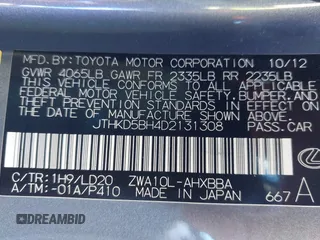 MFD.BY: TOYOTA MOTOR CORPORATION 10/12
GVWR 4065LB GAWR FR 2335LB RR 2235LB
THIS VEHICLE CONFORMS TO ALL APPLICABLE
FEDERAL MOTOR VEHICLE SAFETY, BUMPER, AND
THEFT PREVENTION STANDARDS IN EFFECT ON
THE DATE OF MANUFACTURE SHOWN ABOVE.
JTHKD5BH4D2131308 PASS.CAR
C/TR: 1H9/LD20 ZWA10L-AHXBBA
A/TM: -01A/P410 MADE IN JAPAN 667 A
AutoBidMaster